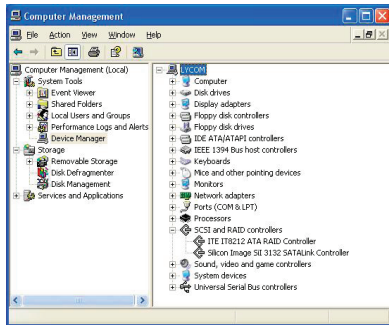 Computer Management
File Action View Window Help
Computer Management (Local)
System Tools
Event Viewer
Shared Folders
Local Users and Groups
Performance Logs and Alerts
Device Manager
Storage
Removable Storage
Disk Defragmenter
Disk Management
Services and Applications
LYCOM
Computer
Disk drives
Display adapters
Floppy disk controllers
Floppy disk drives
IDE ATA/ATAPI controllers
IEEE 1394 Bus host controllers
Keyboards
Mice and other pointing devices
Monitors
Network adapters
Ports (COM & LPT)
Processors
SCSI and RAID controllers
ITE IT8212 ATA RAID Controller
Silicon Image SII 3132 SATALink Controller
Sound, video and game controllers
System devices
Universal Serial Bus controllers